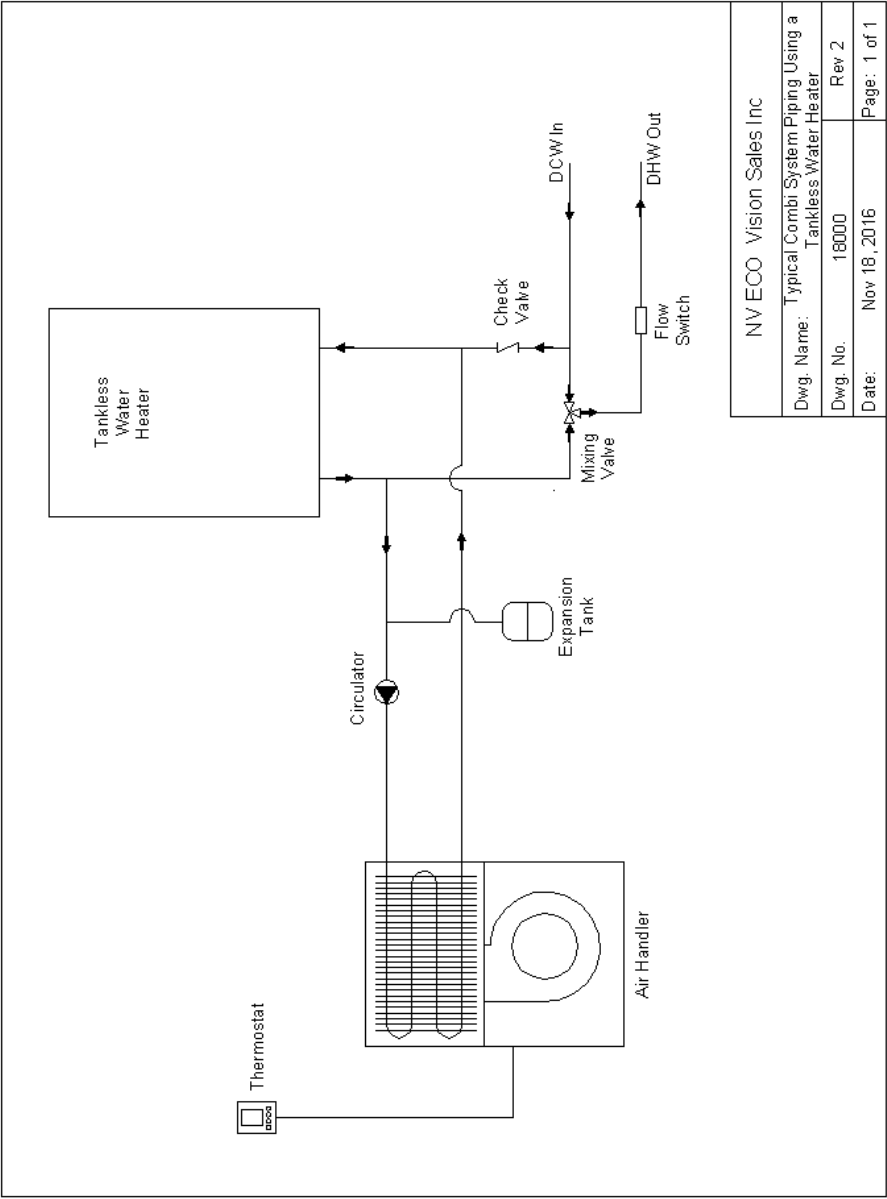 Thermostat
Air Handler
Circulator
Expansion
Tank
Tankless
Water
Heater
Mixing
Valve
Check
Valve
Flow
Switch
DCW In
DHW Out
NV ECO Vision Sales Inc
Dwg. Name: Typical Combi System Piping Using a
Tankless Water Heater
Dwg. No. 18000 Rev 2
Date: Nov 18, 2016 Page: 1 of 1